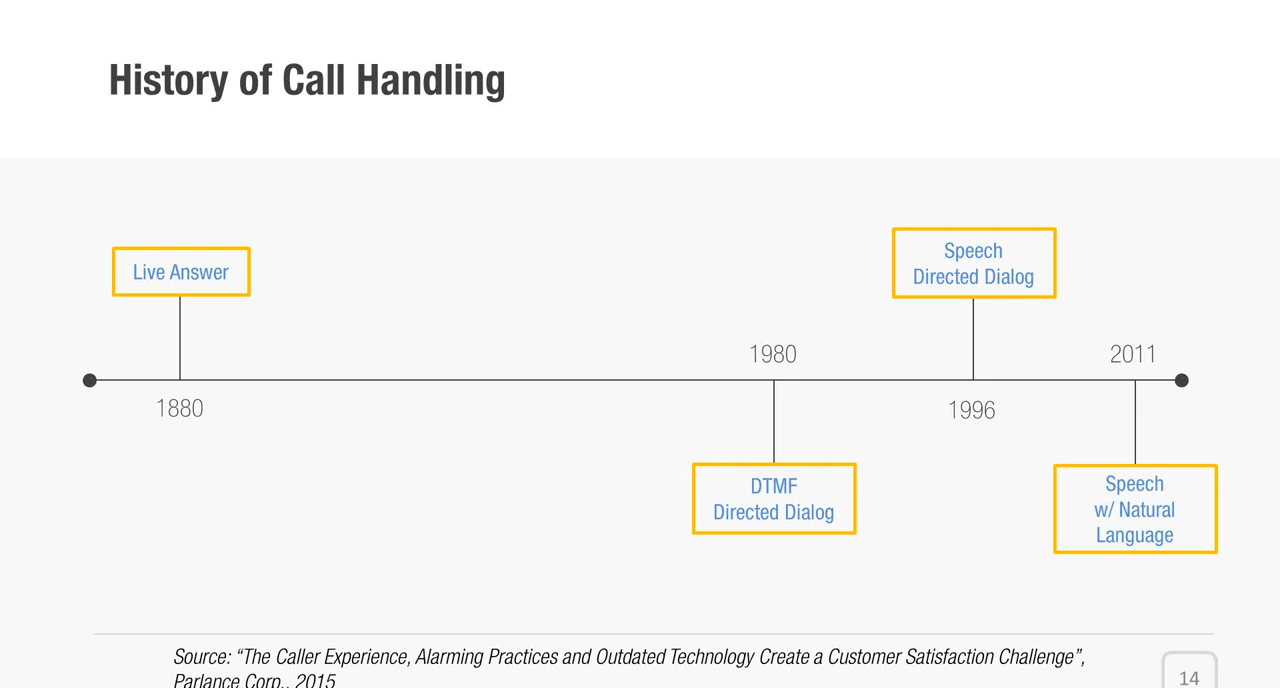 History of Call Handling
Live Answer
Speech
Directed Dialog
1980
2011
1880
1996
DTMF
Directed Dialog
Speech
w/ Natural
Language
Source: “The Caller Experience, Alarming Practices and Outdated Technology Create a Customer Satisfaction Challenge”,
Parlance Corp., 2015
14